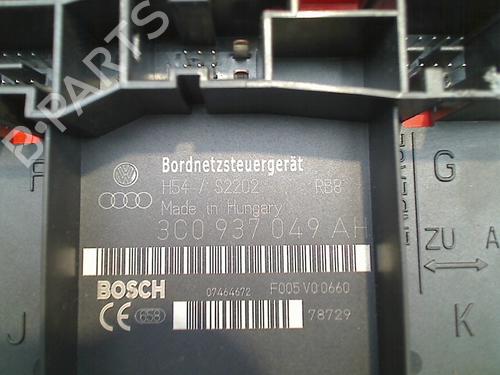 Bordnetzsteuergerät
H54 / S2202 RB8
Made in Hungary
3C0 937 049 AH
BOSCH 07464672 F005 V0 0660
CE 658 78729
F
J
G
ZU A
K
B-PARTS